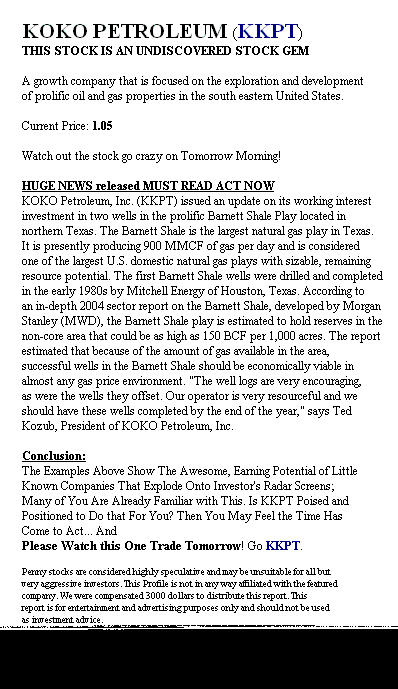 KOKO PETROLEUM (KKPT)
THIS STOCK IS AN UNDISCOVERED STOCK GEM
A growth company that is focused on the exploration and development
of prolific oil and gas properties in the south eastern United States.
Current Price: 1.05
Watch out the stock go crazy on Tomorrow Morning!
HUGE NEWS released MUST READ ACT NOW
KOKO Petroleum, Inc. (KKPT) issued an update on its working interest
investment in two wells in the prolific Barnett Shale Play located in
northern Texas. The Barnett Shale is the largest natural gas play in Texas.
It is presently producing 900 MMCF of gas per day and is considered
one of the largest U.S. domestic natural gas plays with sizable, remaining
resource potential. The first Barnett Shale wells were drilled and completed
in the early 1980s by Mitchell Energy of Houston, Texas. According to
an in-depth 2004 sector report on the Barnett Shale, developed by Morgan
Stanley (MWD), the Barnett Shale play is estimated to hold reserves in the
non-core area that could be as high as 150 BCF per 1,000 acres. The report
estimated that because of the amount of gas available in the area,
successful wells in the Barnett Shale should be economically viable in
almost any gas price environment. "The well logs are very encouraging,
as were the wells they offset. Our operator is very resourceful and we
should have these wells completed by the end of the year," says Ted
Kozub, President of KOKO Petroleum, Inc.
Conclusion:
The Examples Above Show The Awesome, Earning Potential of Little
Known Companies That Explode Onto Investor's Radar Screens;
Many of You Are Already Familiar with This. Is KKPT Poised and
Positioned to Do that For You? Then You May Feel the Time Has
Come to Act... And
Please Watch this One Trade Tomorrow! Go KKPT.
Penny stocks are considered highly speculative and may be unsuitable for all but
very aggressive investors. This Profile is not in any way affiliated with the featured
company. We were compensated 3000 dollars to distribute this report. This
report is for entertainment and advertising purposes only and should not be used
as investment advice.